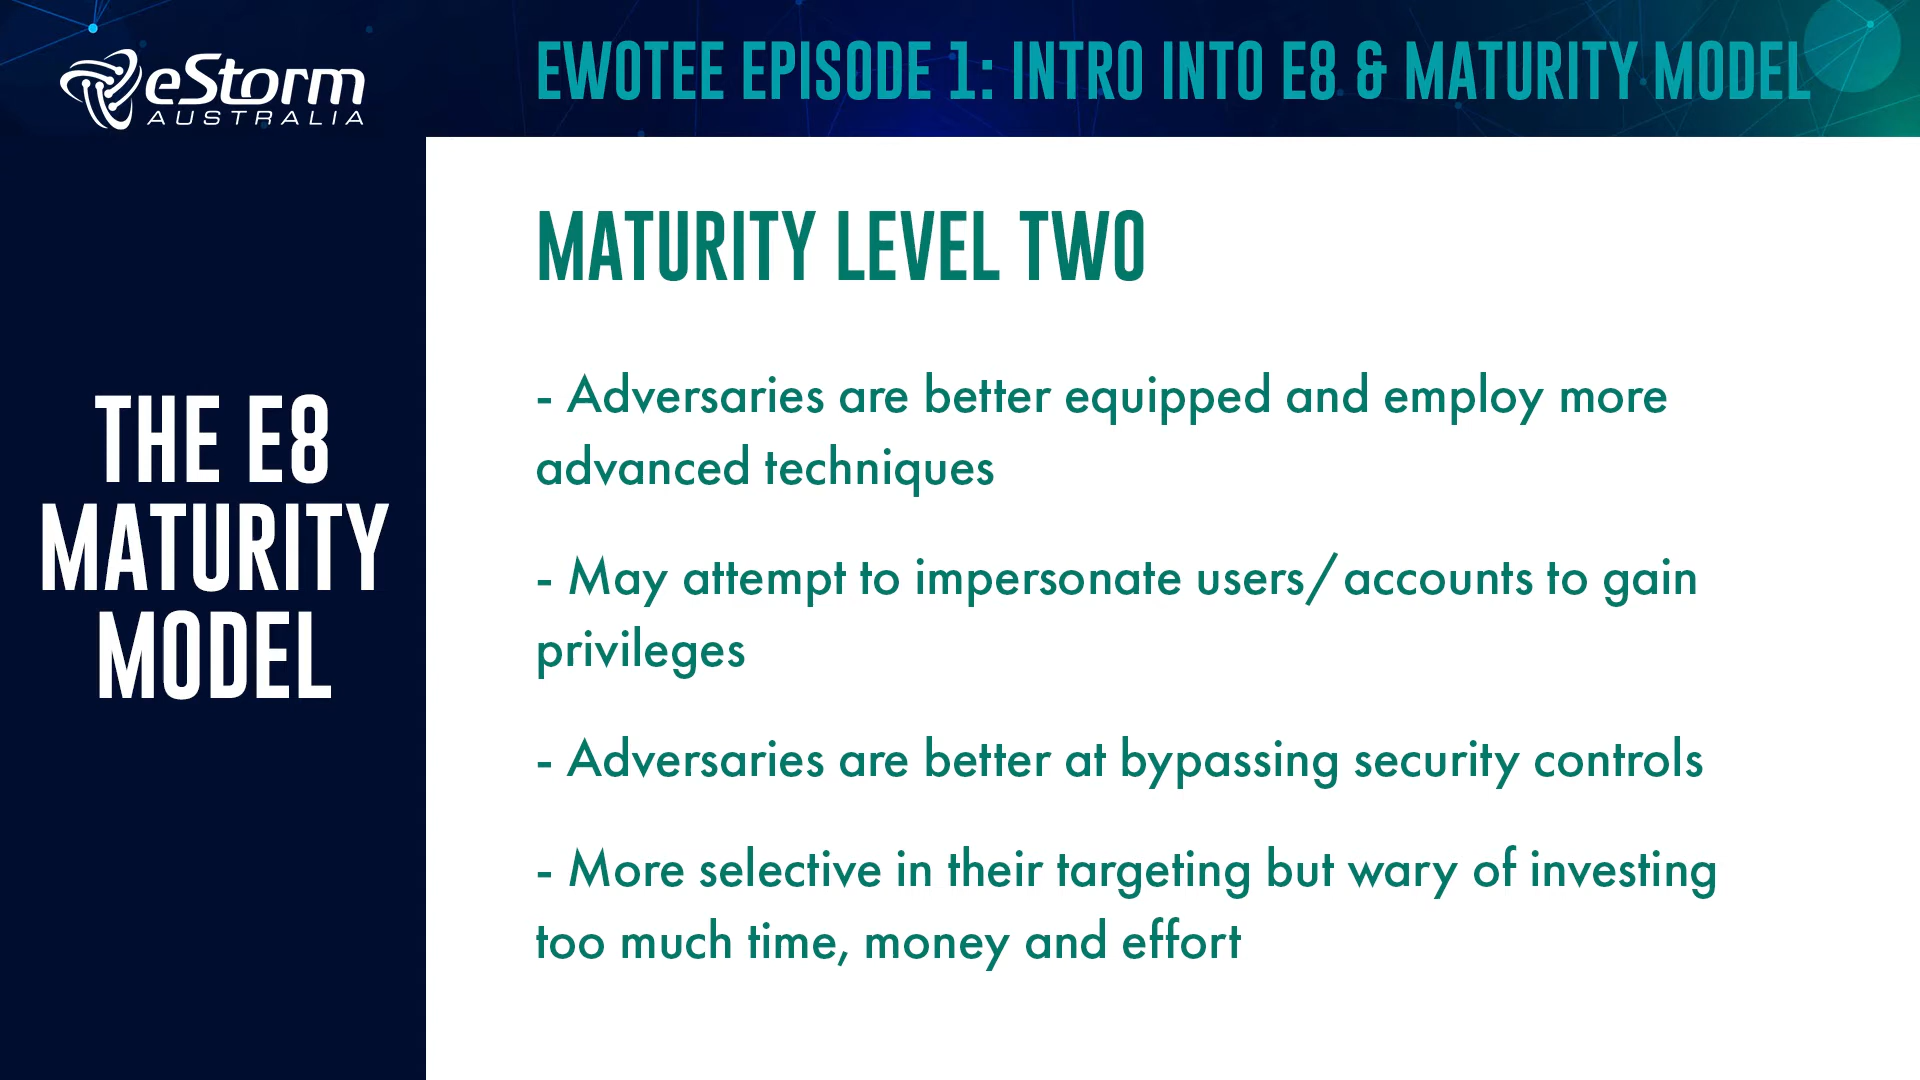 eStorm
AUSTRALIA
EWOTEE EPISODE 1: INTRO INTO E8 & MATURITY MODEL
THE E8
MATURITY
MODEL
MATURITY LEVEL TWO
- Adversaries are better equipped and employ more
advanced techniques
- May attempt to impersonate users/accounts to gain
privileges
- Adversaries are better at bypassing security controls
- More selective in their targeting but wary of investing
too much time, money and effort